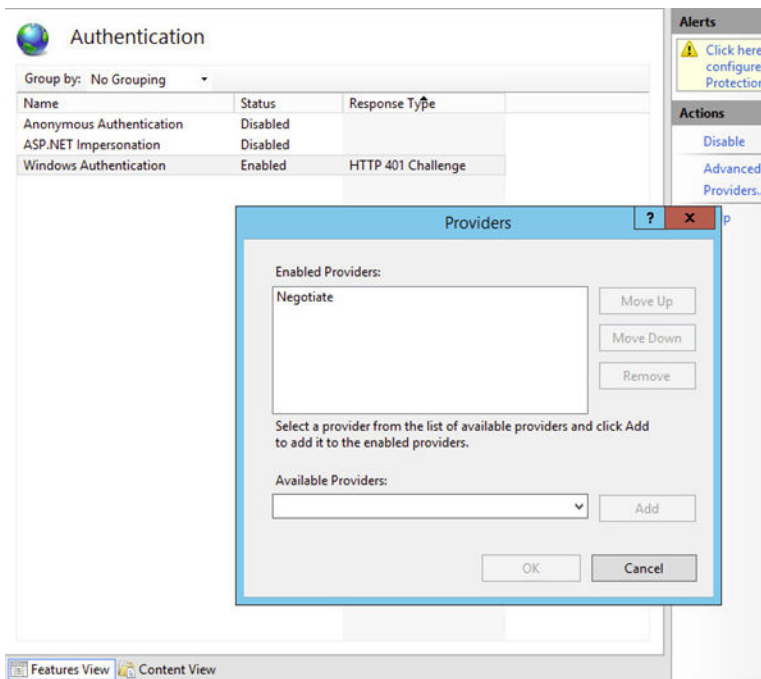 Authentication
Group by: No Grouping
Name Status Response Type
Anonymous Authentication Disabled
ASP.NET Impersonation Disabled
Windows Authentication Enabled HTTP 401 Challenge
Providers
? x
Enabled Providers:
Negotiate
Move Up
Move Down
Remove
Select a provider from the list of available providers and click Add
to add it to the enabled providers.
Available Providers:
Add
OK
Cancel
Features View
Content View
Alerts
Click here
configure
Protection
Actions
Disable
Advanced
Providers..
p